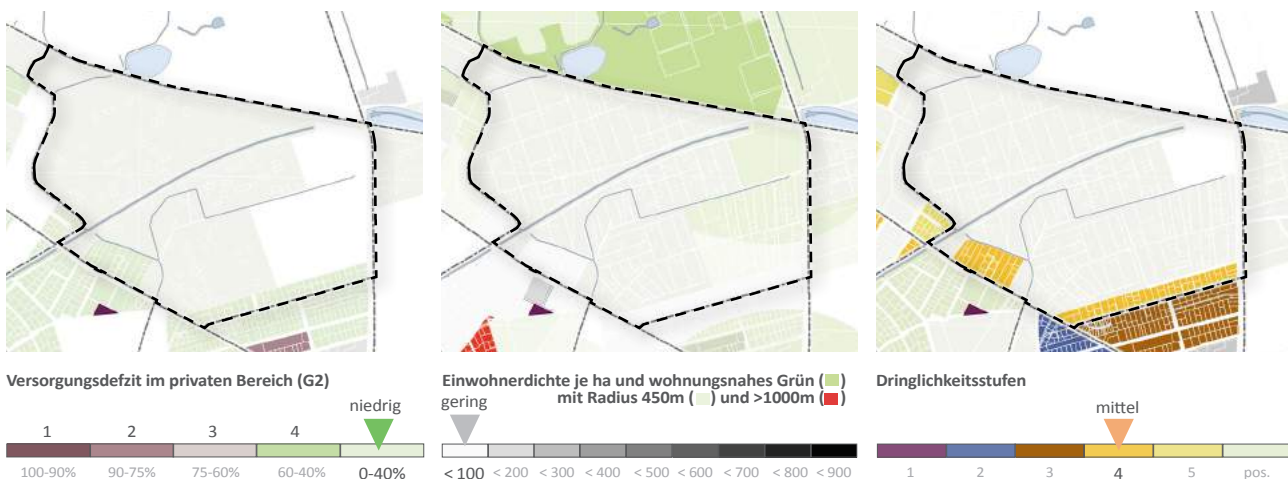 Versorgungsdefzit im privaten Bereich (G2)
niedrig
1 2 3 4
100-90% 90-75% 75-60% 60-40% 0-40%
Einwohnerdichte je ha und wohnungsnahes Grün ( )
mit Radius 450m ( ) und >1000m ( )
gering
< 100 < 200 < 300 < 400 < 500 < 600 < 700 < 800 < 900
Dringlichkeitsstufen
mittel
1 2 3 4 5 pos.